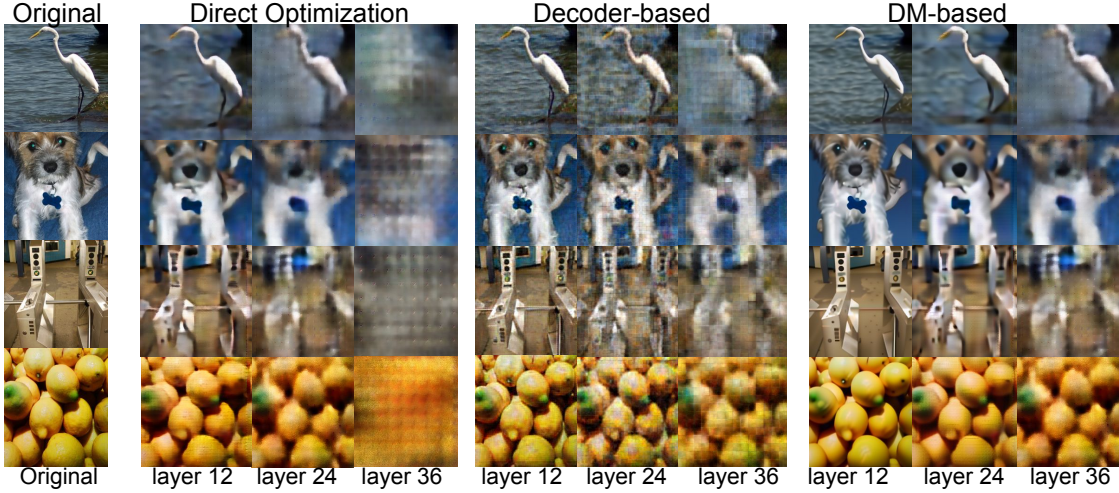 Original Direct Optimization Decoder-based DM-based
Original layer 12 layer 24 layer 36 layer 12 layer 24 layer 36 layer 12 layer 24 layer 36